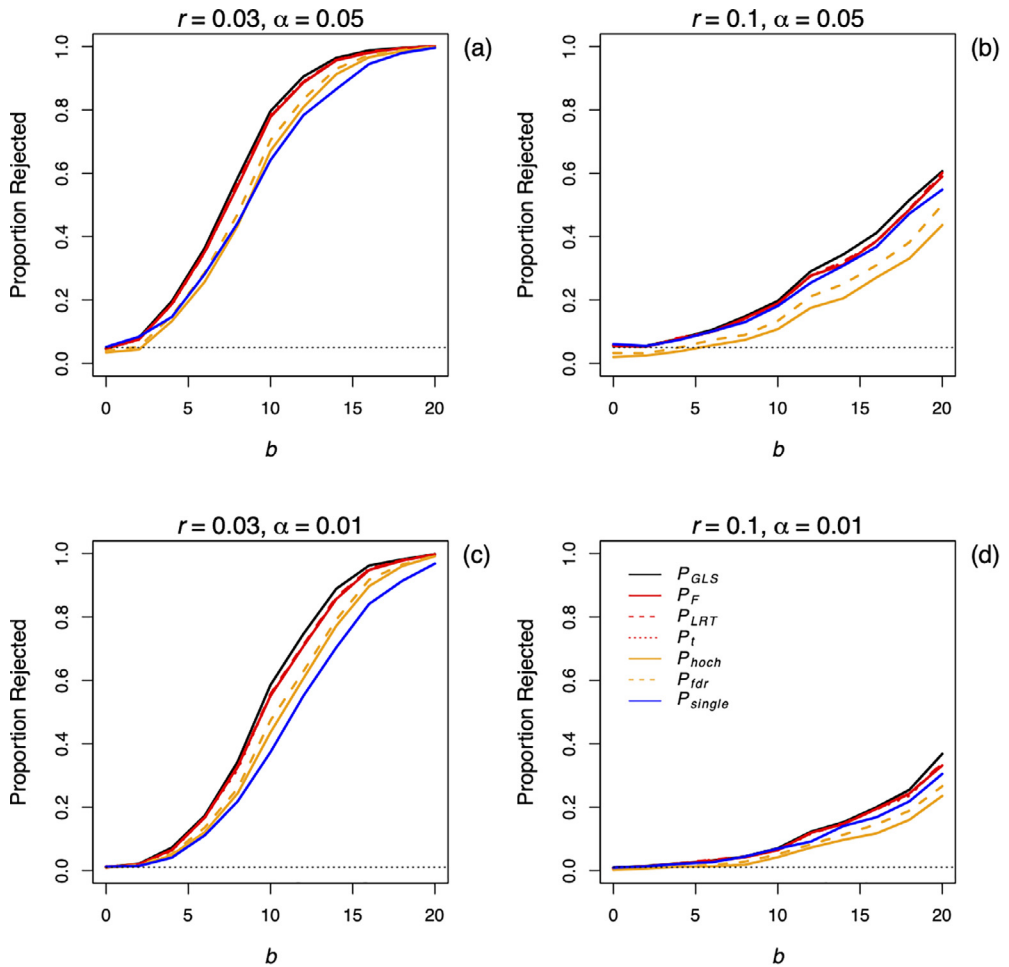 r = 0.03, α = 0.05
(a)
Proportion Rejected
1.0
0.8
0.6
0.4
0.2
0.0
0 5 10 15 20
b
r = 0.1, α = 0.05
(b)
Proportion Rejected
1.0
0.8
0.6
0.4
0.2
0.0
0 5 10 15 20
b
r = 0.03, α = 0.01
(c)
Proportion Rejected
1.0
0.8
0.6
0.4
0.2
0.0
0 5 10 15 20
b
r = 0.1, α = 0.01
(d)
Proportion Rejected
1.0
0.8
0.6
0.4
0.2
0.0
P_GLS
P_F
P_LRT
P_t
P_hoch
P_fdr
P_single
0 5 10 15 20
b